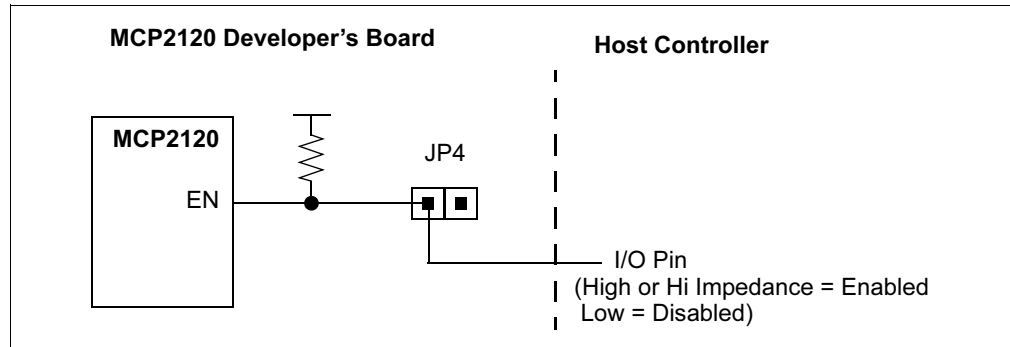 MCP2120 Developer's Board
Host Controller
MCP2120
JP4
EN
I/O Pin
(High or Hi Impedance = Enabled
Low = Disabled)